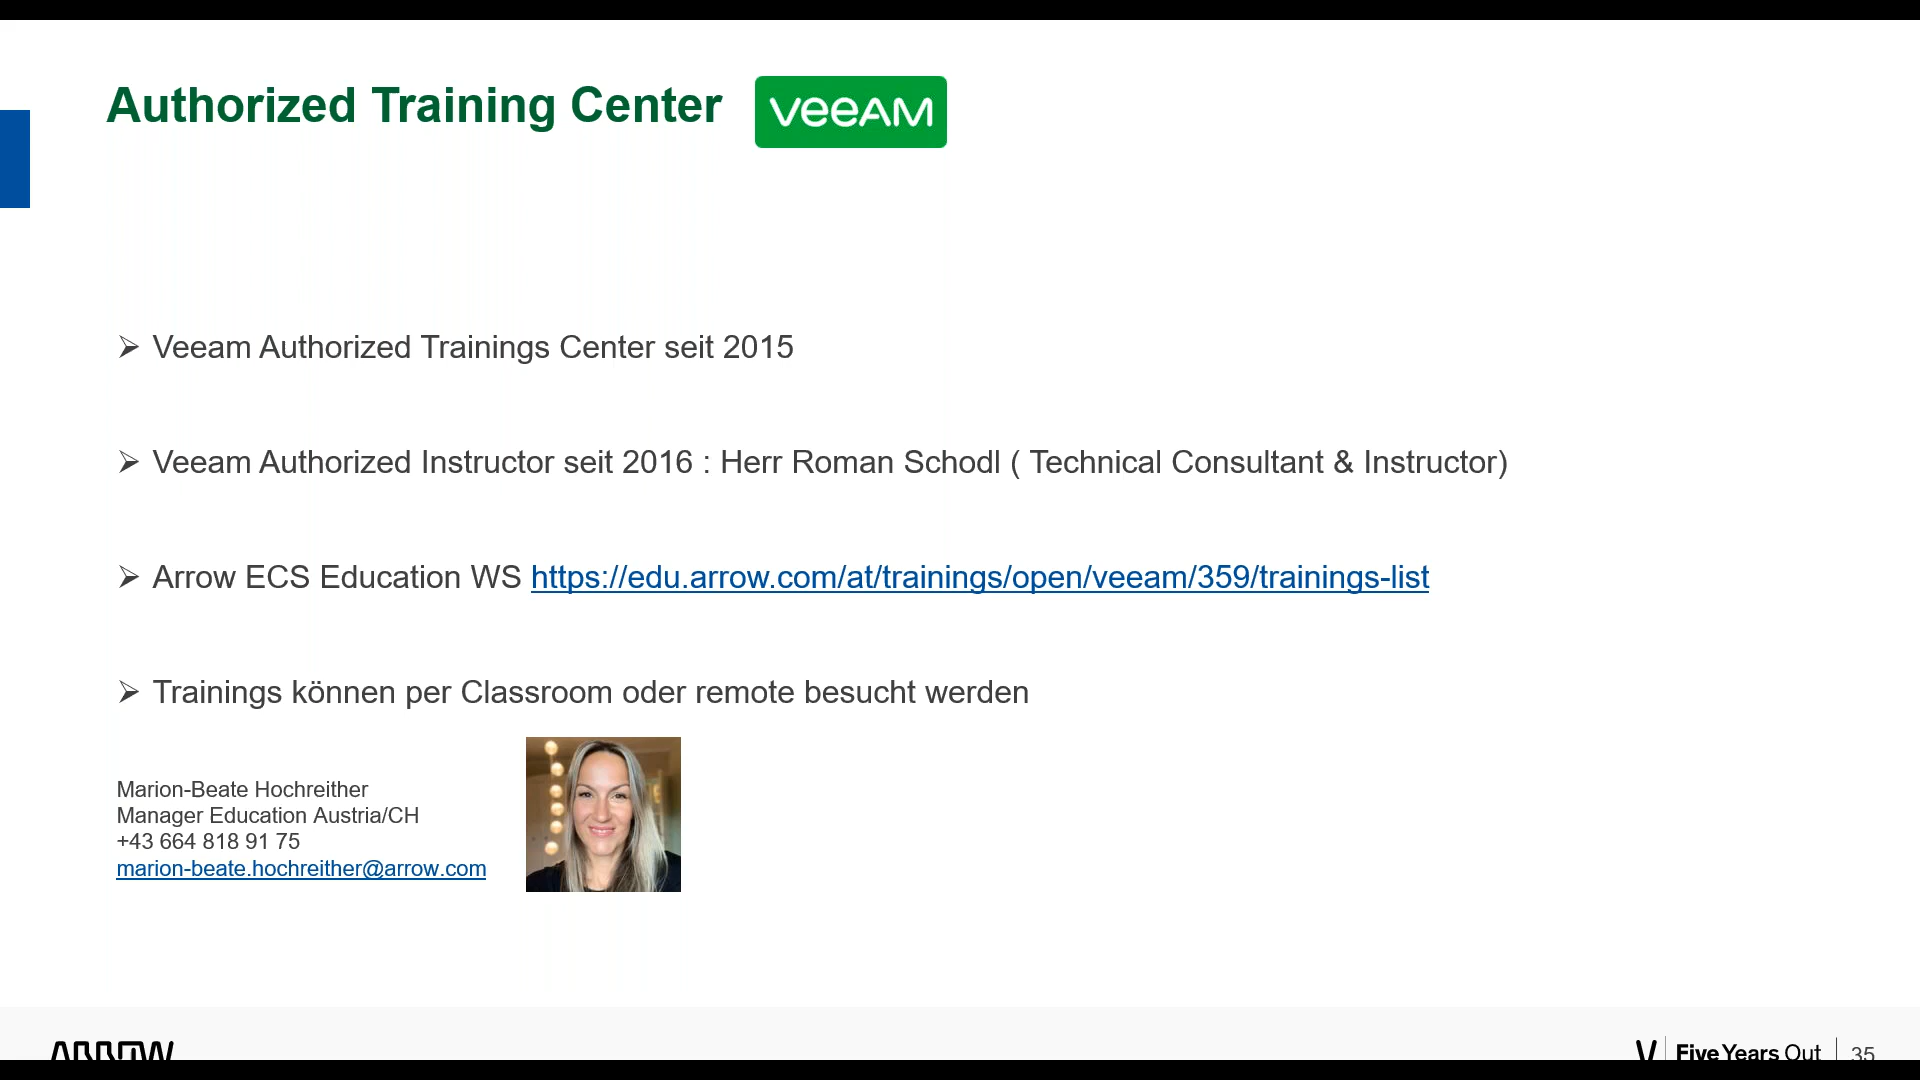 Authorized Training Center
VEEAM
Veeam Authorized Trainings Center seit 2015
Veeam Authorized Instructor seit 2016 : Herr Roman Schodl ( Technical Consultant & Instructor)
Arrow ECS Education WS https://edu.arrow.com/at/trainings/open/veeam/359/trainings-list
Trainings können per Classroom oder remote besucht werden
Marion-Beate Hochreither
Manager Education Austria/CH
+43 664 818 91 75
marion-beate.hochreither@arrow.com
ARROW
Five Years Out
35